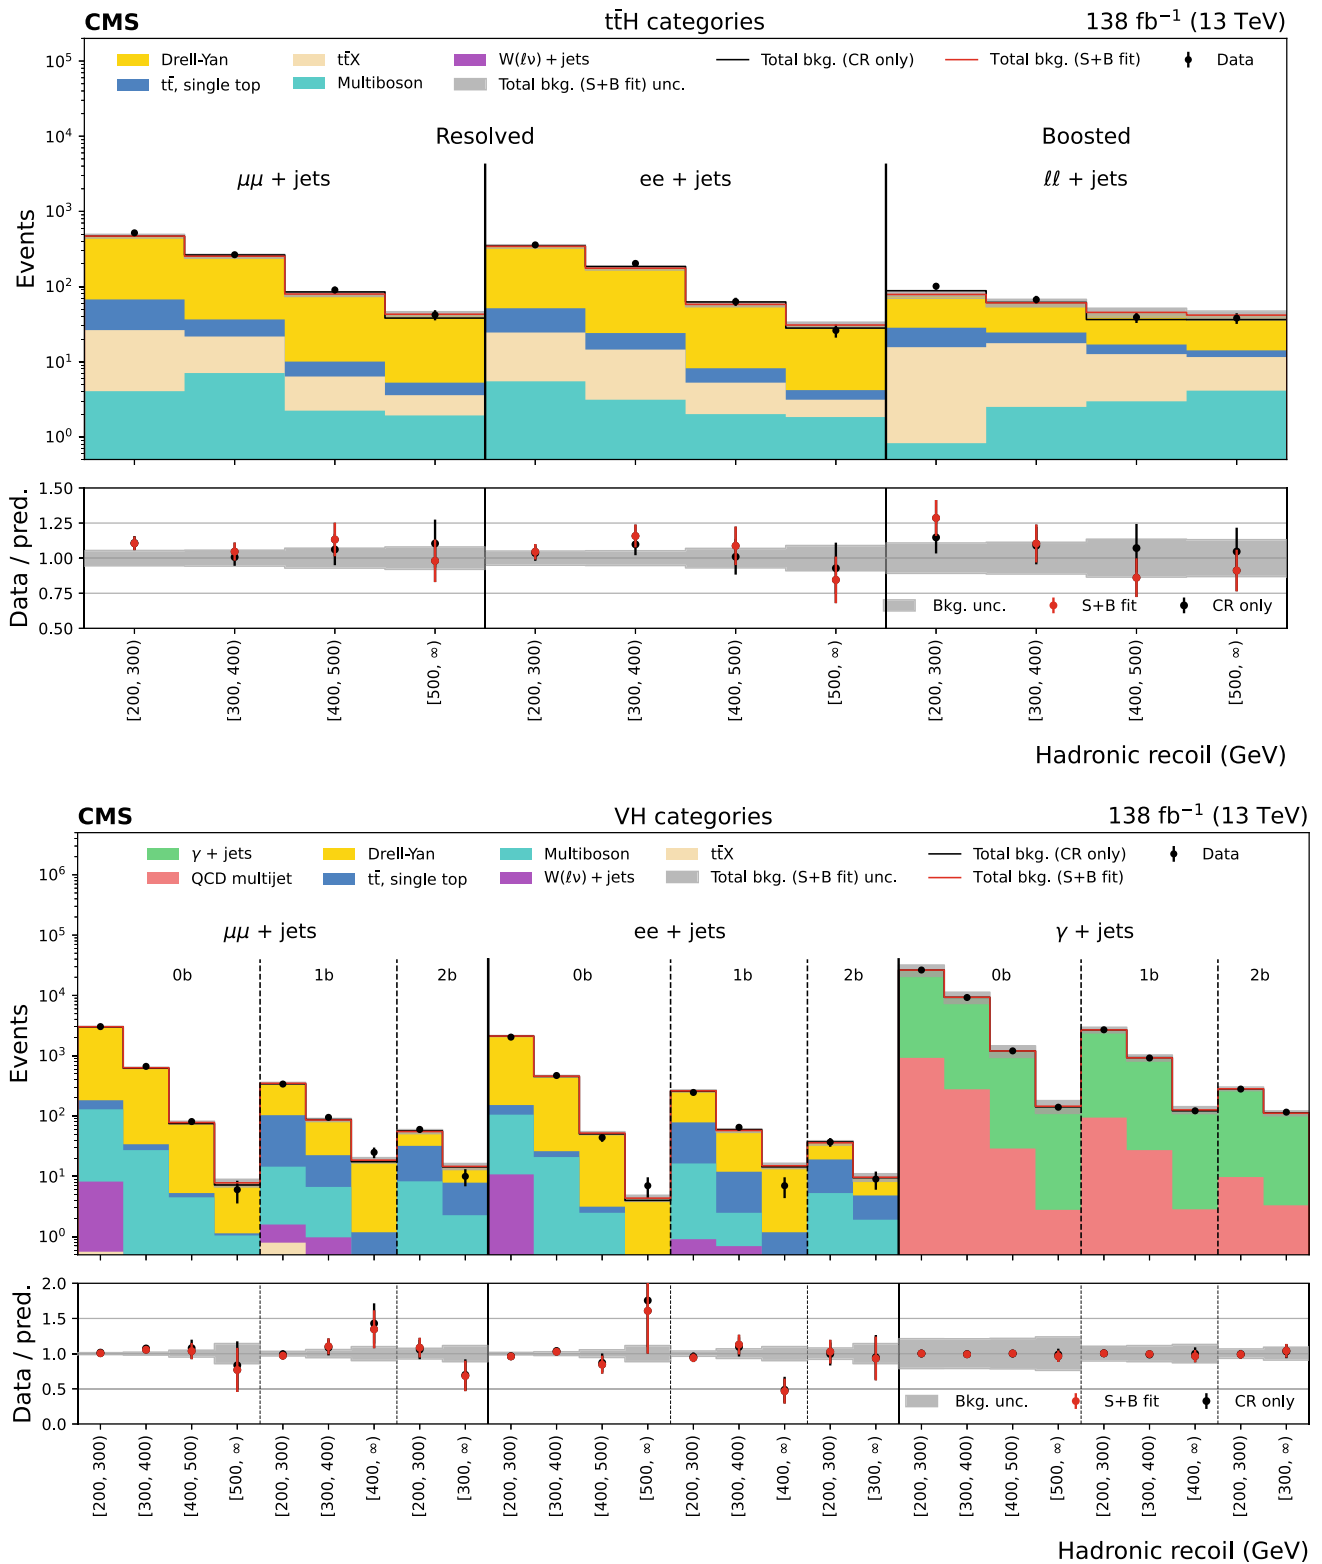 CMS tt̄H categories 138 fb⁻¹ (13 TeV)
Drell-Yan tt̄X W(ℓν) + jets Total bkg. (CR only) Total bkg. (S+B fit) Data
tt̄, single top Multiboson Total bkg. (S+B fit) unc.
Resolved Boosted
μμ + jets ee + jets ℓℓ + jets
Events
10⁵
10⁴
10³
10²
10¹
10⁰
Data / pred.
1.50
1.25
1.00
0.75
0.50
Bkg. unc. S+B fit CR only
[200, 300) [300, 400) [400, 500) [500, ∞) [200, 300) [300, 400) [400, 500) [500, ∞) [200, 300) [300, 400) [400, 500) [500, ∞)
Hadronic recoil (GeV)
CMS VH categories 138 fb⁻¹ (13 TeV)
γ + jets Drell-Yan Multiboson tt̄X Total bkg. (CR only) Data
QCD multijet tt̄, single top W(ℓν) + jets Total bkg. (S+B fit) unc. Total bkg. (S+B fit)
μμ + jets ee + jets γ + jets
0b 1b 2b 0b 1b 2b 0b 1b 2b
Events
10⁶
10⁵
10⁴
10³
10²
10¹
10⁰
Data / pred.
2.0
1.5
1.0
0.5
0.0
Bkg. unc. S+B fit CR only
[200, 300) [300, 400) [400, 500) [500, ∞) [200, 300) [300, 400) [400, ∞) [200, 300) [300, ∞) [200, 300) [300, 400) [400, 500) [500, ∞) [200, 300) [300, 400) [400, ∞) [200, 300) [300, ∞) [200, 300) [300, 400) [400, 500) [500, ∞) [200, 300) [300, 400) [400, ∞) [200, 300) [300, ∞)
Hadronic recoil (GeV)